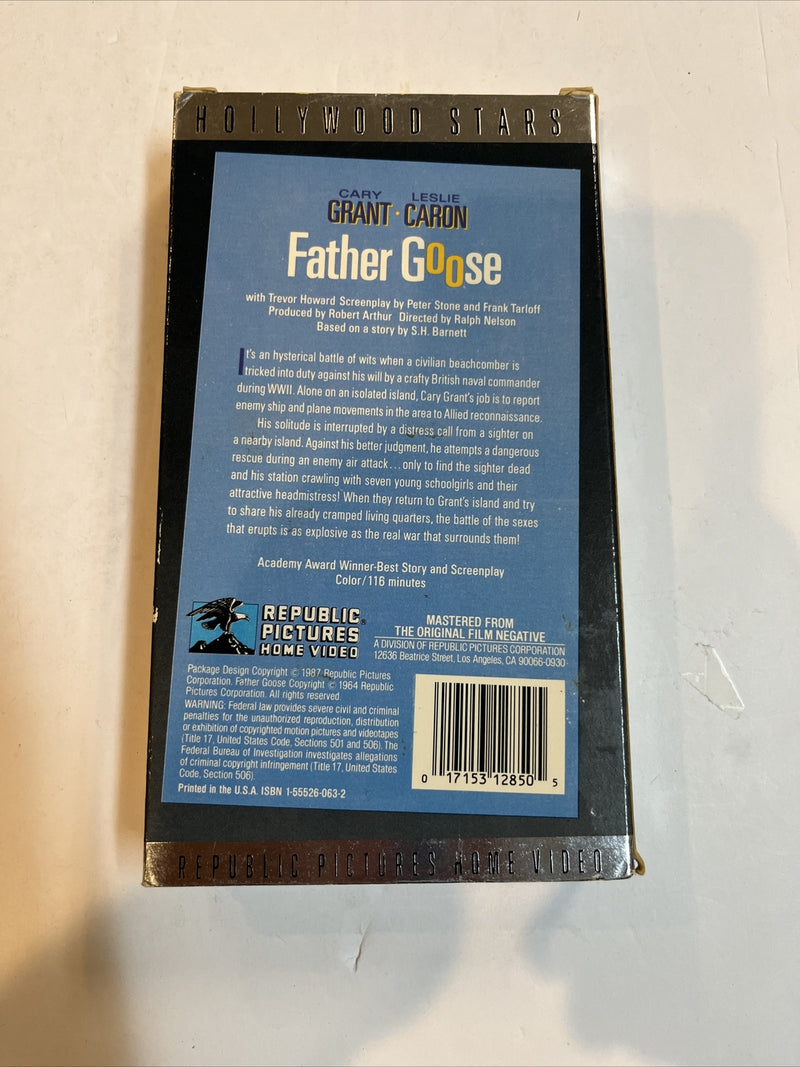 HOLLYWOOD STARS
CARY LESLIE
GRANT · CARON
Father Goose
with Trevor Howard Screenplay by Peter Stone and Frank Tarloff
Produced by Robert Arthur Directed by Ralph Nelson
Based on a story by S.H. Barnett
It's an hysterical battle of wits when a civilian beachcomber is
tricked into duty against his will by a crafty British naval commander
during WWII. Alone on an isolated island, Cary Grant's job is to report
enemy ship and plane movements in the area to Allied reconnaissance.
His solitude is interrupted by a distress call from a sighter on
a nearby island. Against his better judgment, he attempts a dangerous
rescue during an enemy air attack...only to find the sighter dead
and his station crawling with seven young schoolgirls and their
attractive headmistress! When they return to Grant's island and try
to share his already cramped living quarters, the battle of the sexes
that erupts is as explosive as the real war that surrounds them!
Academy Award Winner-Best Story and Screenplay
Color/116 minutes
REPUBLIC
PICTURES
HOME VIDEO
®
MASTERED FROM
THE ORIGINAL FILM NEGATIVE
A DIVISION OF REPUBLIC PICTURES CORPORATION
12636 Beatrice Street, Los Angeles, CA 90066-0930
Package Design Copyright © 1987 Republic Pictures
Corporation. Father Goose Copyright © 1964 Republic
Pictures Corporation. All rights reserved.
WARNING: Federal law provides severe civil and criminal
penalties for the unauthorized reproduction, distribution
or exhibition of copyrighted motion pictures and videotapes
(Title 17, United States Code, Sections 501 and 506). The
Federal Bureau of Investigation investigates allegations
of criminal copyright infringement (Title 17, United States
Code, Section 506).
Printed in the U.S.A. ISBN 1-55526-063-2
0 17153 12850 5
REPUBLIC PICTURES HOME VIDEO